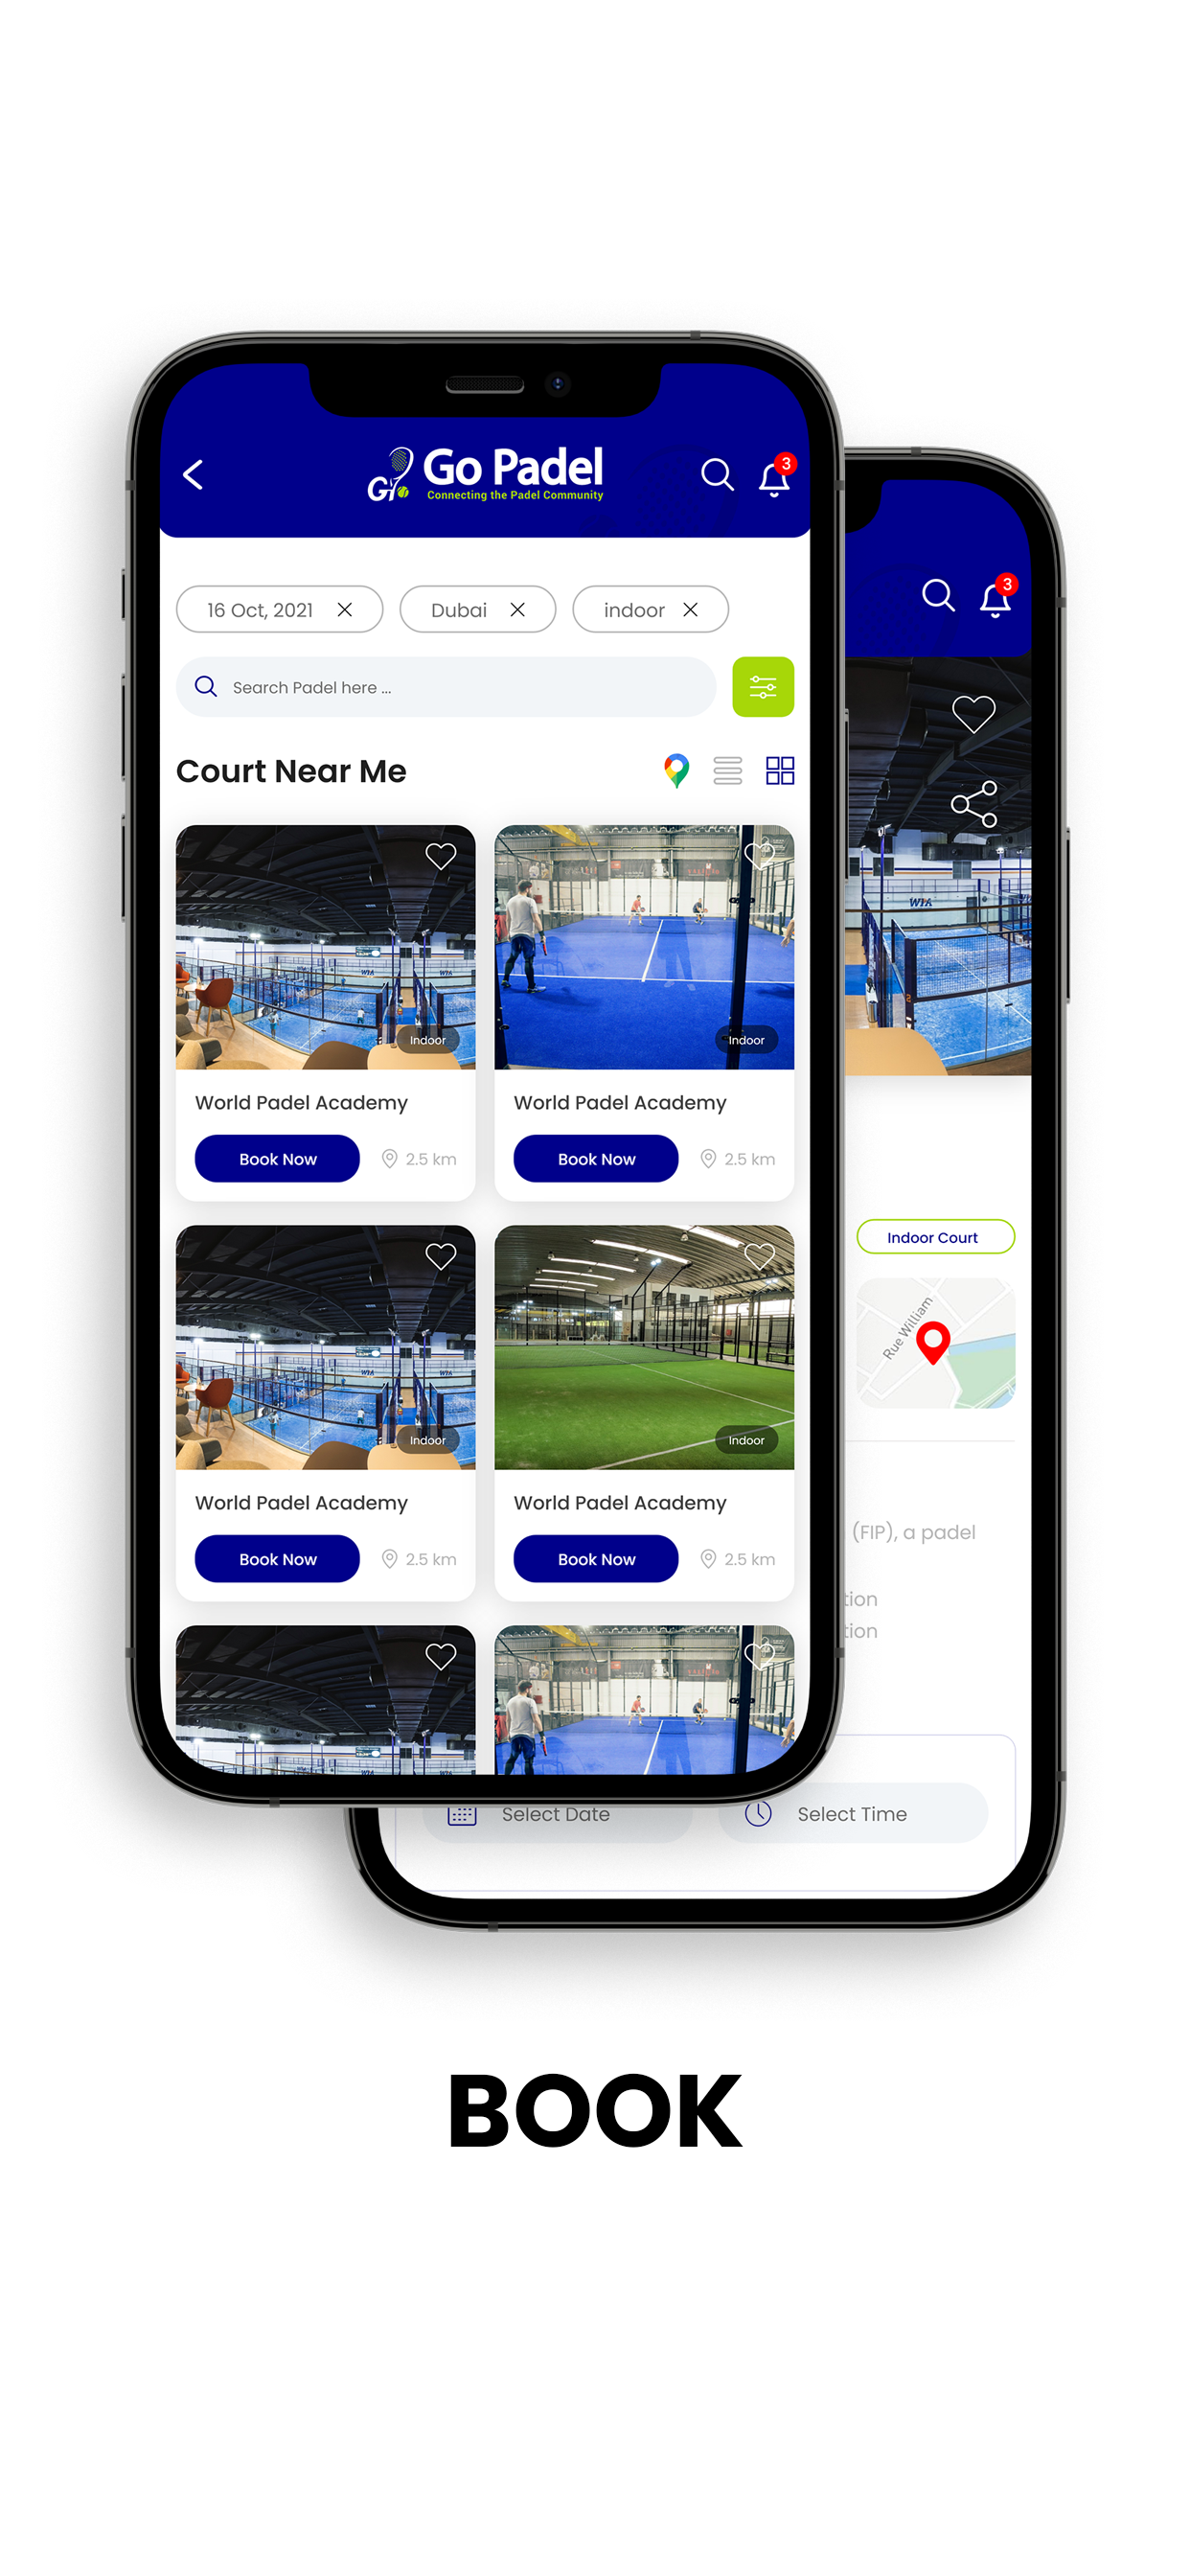 Go Padel
Connecting the Padel Community
3
16 Oct, 2021
Dubai
indoor
Search Padel here ...
Court Near Me
Indoor
Indoor
World Padel Academy
World Padel Academy
Book Now
2.5 km
Book Now
2.5 km
Indoor
Indoor
World Padel Academy
World Padel Academy
Book Now
2.5 km
Book Now
2.5 km
3
WPA
Indoor Court
Rue William
(FIP), a padel
tion
tion
Select Date
Select Time
BOOK